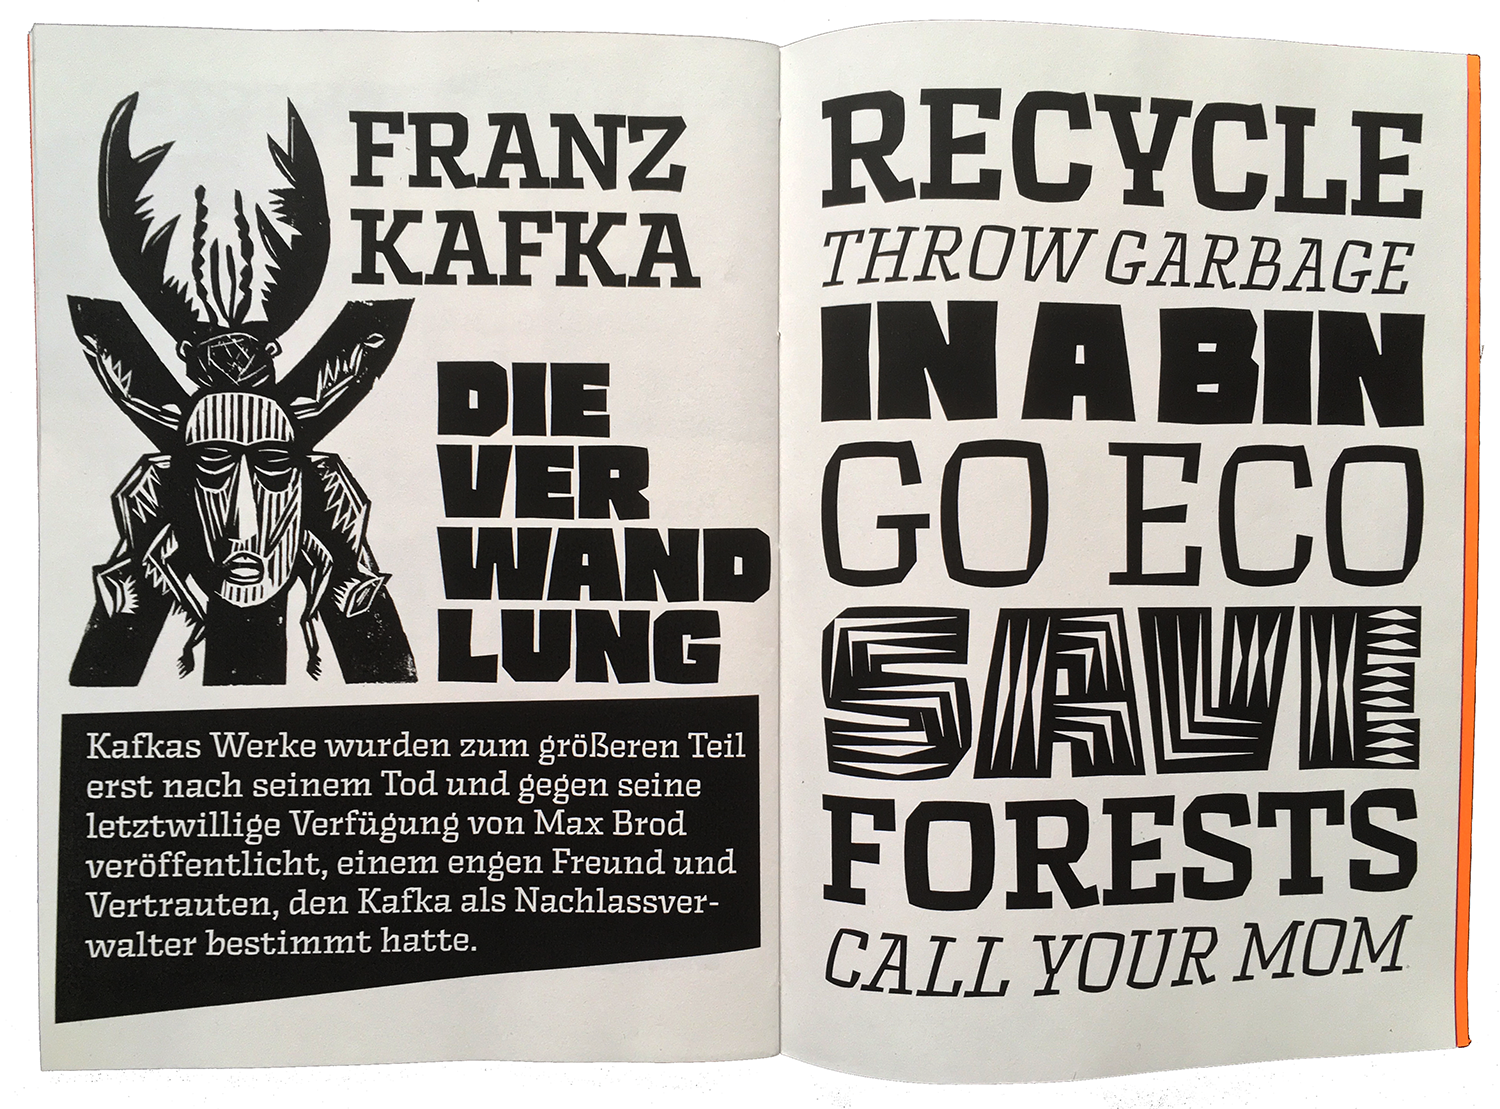 FRANZ
KAFKA
DIE
VER
WAND
LUNG
Kafkas Werke wurden zum größeren Teil
erst nach seinem Tod und gegen seine
letztwillige Verfügung von Max Brod
veröffentlicht, einem engen Freund und
Vertrauten, den Kafka als Nachlassver-
walter bestimmt hatte.
RECYCLE
THROW GARBAGE
IN A BIN
GO ECO
SAVE
FORESTS
CALL YOUR MOM